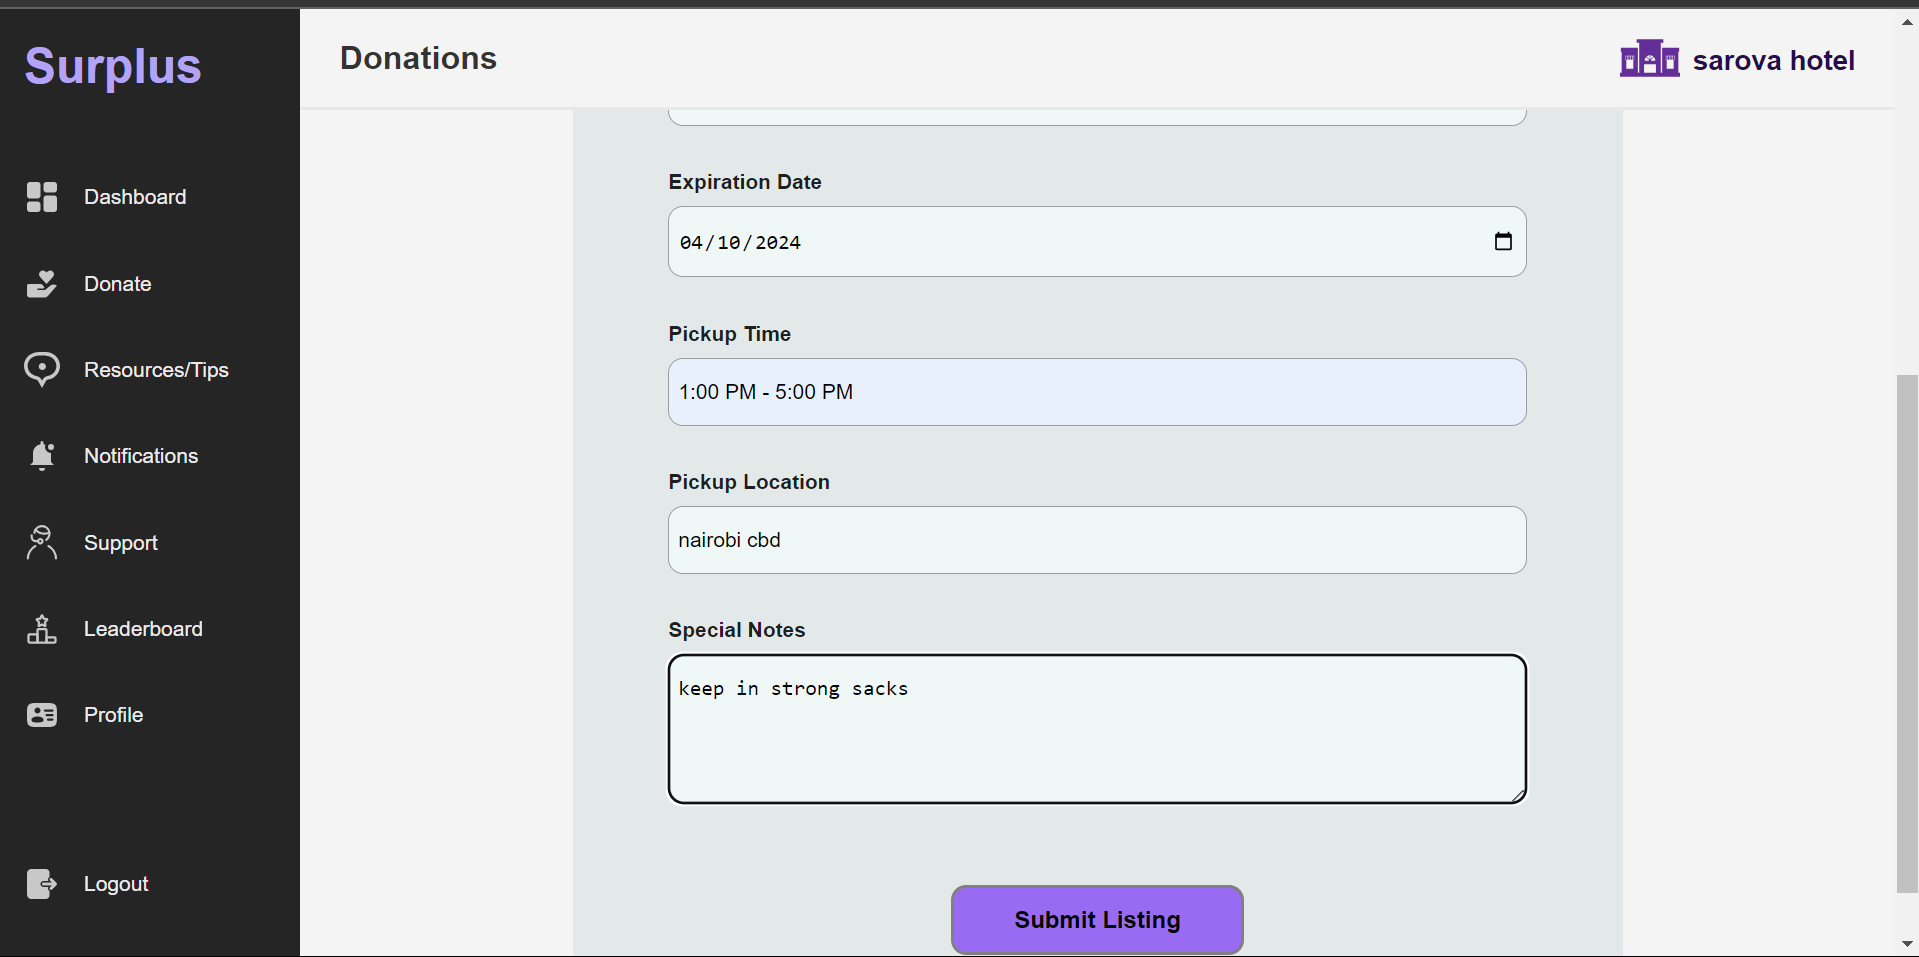 Surplus
Dashboard
Donate
Resources/Tips
Notifications
Support
Leaderboard
Profile
Logout
Donations
sarova hotel
Expiration Date
04/10/2024
Pickup Time
1:00 PM - 5:00 PM
Pickup Location
nairobi cbd
Special Notes
keep in strong sacks
Submit Listing